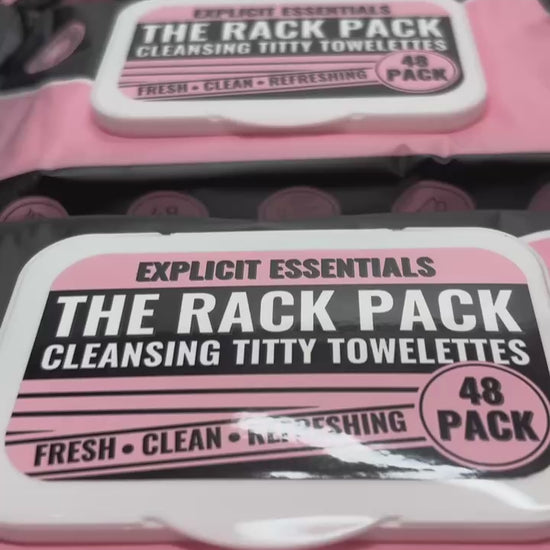 EXPLICIT ESSENTIALS
THE RACK PACK
CLEANSING TITTY TOWELETTES
FRESH • CLEAN • REFRESHING
48
PACK
EXPLICIT ESSENTIALS
THE RACK PACK
CLEANSING TITTY TOWELETTES
FRESH • CLEAN • REFRESHING
48
PACK